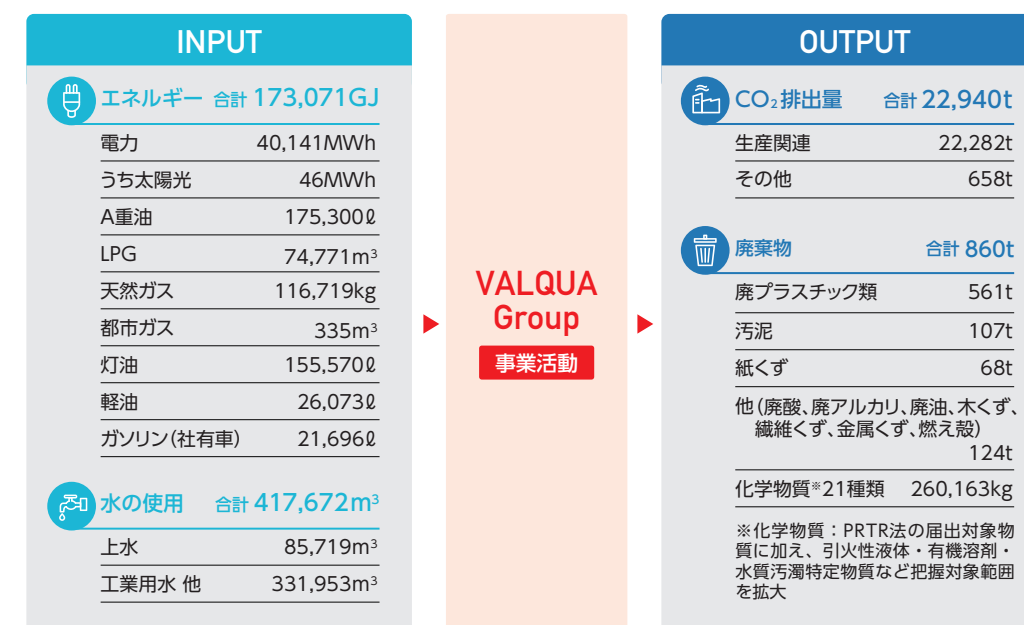 INPUT
エネルギー 合計 173,071GJ
電力 40,141MWh
うち太陽光 46MWh
A重油 175,300ℓ
LPG 74,771m³
天然ガス 116,719kg
都市ガス 335m³
灯油 155,570ℓ
軽油 26,073ℓ
ガソリン(社有車) 21,696ℓ
水の使用 合計 417,672m³
上水 85,719m³
工業用水 他 331,953m³
VALQUA
Group
事業活動
OUTPUT
CO₂排出量 合計 22,940t
生産関連 22,282t
その他 658t
廃棄物 合計 860t
廃プラスチック類 561t
汚泥 107t
紙くず 68t
他(廃酸、廃アルカリ、廃油、木くず、
繊維くず、金属くず、燃え殻)
124t
化学物質※21種類 260,163kg
※化学物質：PRTR法の届出対象物
質に加え、引火性液体・有機溶剤・
水質汚濁特定物質など把握対象範囲
を拡大